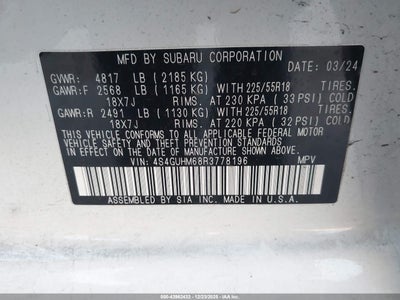 MFD BY SUBARU CORPORATION DATE: 03/24
GVWR: 4817 LB (2185 KG)
GAWR:F 2568 LB (1165 KG) WITH 225/55R18 TIRES.
18X7J RIMS. AT 230 KPA (33 PSI) COLD
GAWR:R 2491 LB (1130 KG) WITH 225/55R18 TIRES.
18X7J RIMS. AT 220 KPA (32 PSI) COLD
THIS VEHICLE CONFORMS TO ALL APPLICABLE FEDERAL MOTOR
VEHICLE SAFETY, BUMPER, AND THEFT PREVENTION STANDARDS
IN EFFECT ON THE DATE OF MANUFACTURE SHOWN ABOVE.
VIN: 4S4GUHM68R3778196 MPV
ASSEMBLED BY SIA INC. IN U.S.A.